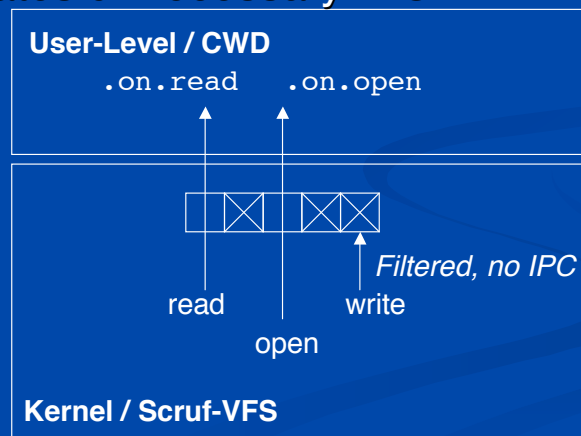 User-Level / CWD
.on.read .on.open
Filtered, no IPC
read write
open
Kernel / Scruf-VFS